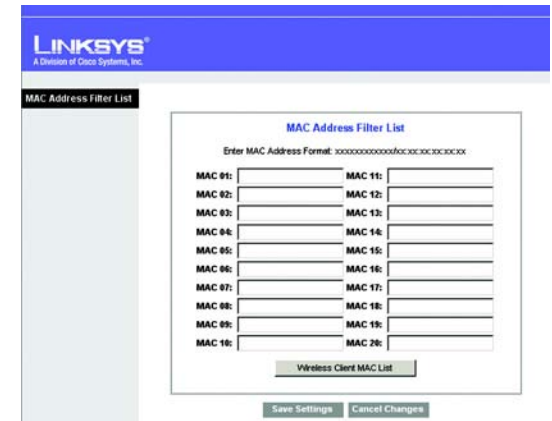 LINKSYS®
A Division of Cisco Systems, Inc.
MAC Address Filter List
MAC Address Filter List
Enter MAC Address Format: xxxxxxxxxxxx/xx:xx:xx:xx:xx:xx
MAC 01: MAC 11:
MAC 02: MAC 12:
MAC 03: MAC 13:
MAC 04: MAC 14:
MAC 05: MAC 15:
MAC 06: MAC 16:
MAC 07: MAC 17:
MAC 08: MAC 18:
MAC 09: MAC 19:
MAC 10: MAC 20:
Wireless Client MAC List
Save Settings Cancel Changes